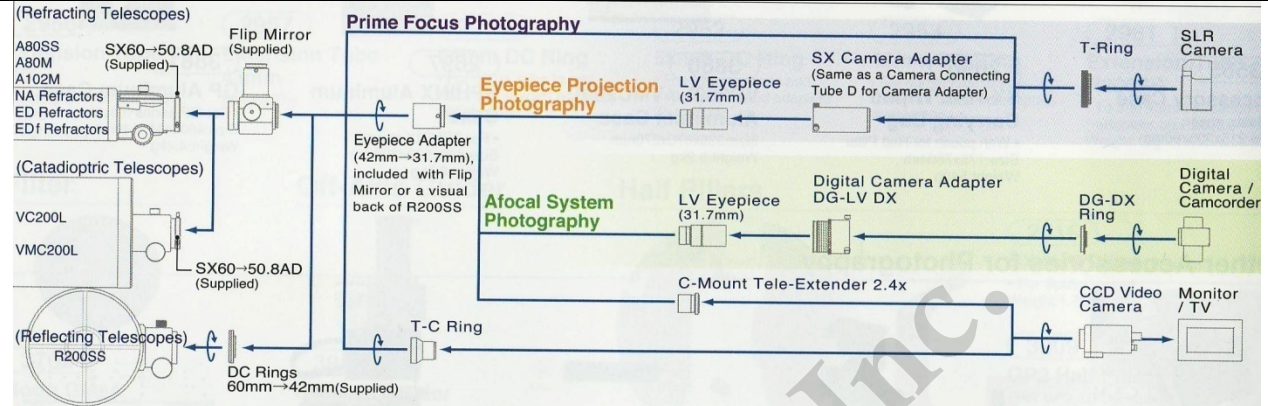 (Refracting Telescopes)
A80SS
A80M
A102M
NA Refractors
ED Refractors
EDf Refractors
SX60→50.8AD
(Supplied)
Flip Mirror
(Supplied)
(Catadioptric Telescopes)
VC200L
VMC200L
SX60→50.8AD
(Supplied)
(Reflecting Telescopes)
R200SS
DC Rings
60mm→42mm(Supplied)
Prime Focus Photography
Eyepiece Projection
Photography
Eyepiece Adapter
(42mm→31.7mm),
included with Flip
Mirror or a visual
back of R200SS
LV Eyepiece
(31.7mm)
SX Camera Adapter
(Same as a Camera Connecting
Tube D for Camera Adapter)
T-Ring
SLR
Camera
Afocal System
Photography
LV Eyepiece
(31.7mm)
Digital Camera Adapter
DG-LV DX
DG-DX
Ring
Digital
Camera /
Camcorder
C-Mount Tele-Extender 2.4x
T-C Ring
CCD Video
Camera
Monitor
/ TV
Inc.